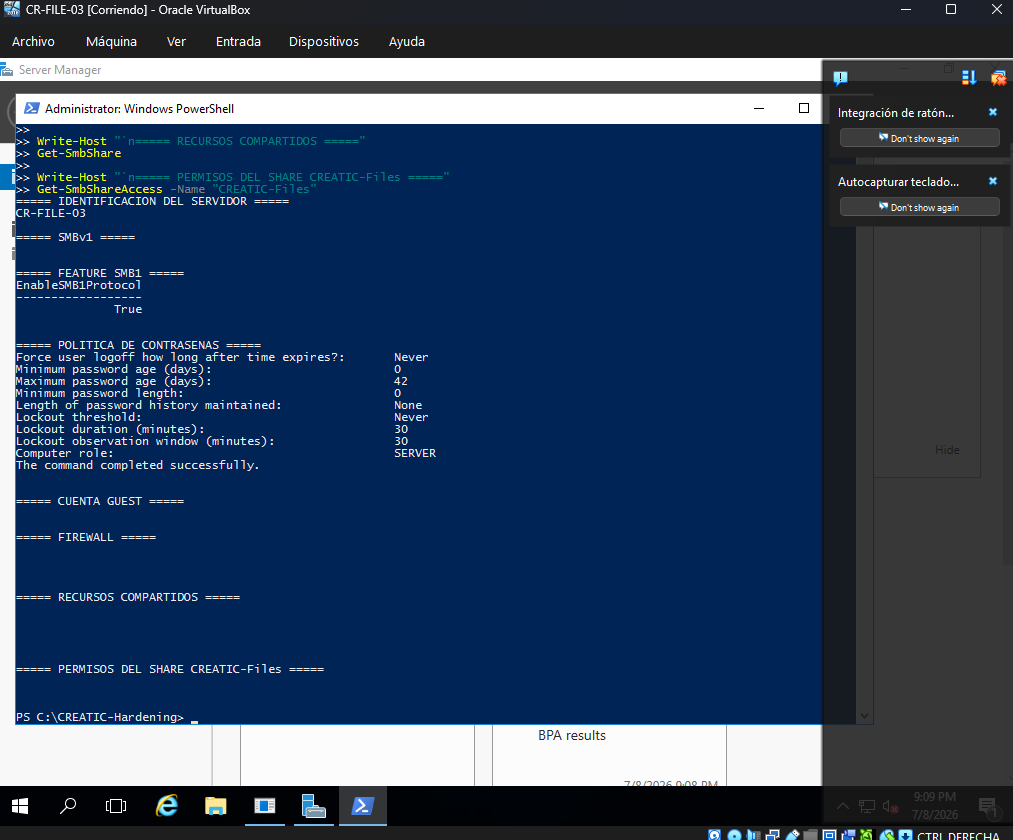 CR-FILE-03 [Corriendo] - Oracle VirtualBox
Archivo Máquina Ver Entrada Dispositivos Ayuda
Server Manager
Administrator: Windows PowerShell
>>
>> Write-Host "`n===== RECURSOS COMPARTIDOS ====="
>> Get-SmbShare
>>
>> Write-Host "`n===== PERMISOS DEL SHARE CREATIC-Files ====="
>> Get-SmbShareAccess -Name "CREATIC-Files"
===== IDENTIFICACION DEL SERVIDOR =====
CR-FILE-03
===== SMBv1 =====
===== FEATURE SMB1 =====
EnableSMB1Protocol
------------------
True
===== POLITICA DE CONTRASENAS =====
Force user logoff how long after time expires?: Never
Minimum password age (days): 0
Maximum password age (days): 42
Minimum password length: 0
Length of password history maintained: None
Lockout threshold: Never
Lockout duration (minutes): 30
Lockout observation window (minutes): 30
Computer role: SERVER
The command completed successfully.
===== CUENTA GUEST =====
===== FIREWALL =====
===== RECURSOS COMPARTIDOS =====
===== PERMISOS DEL SHARE CREATIC-Files =====
PS C:\CREATIC-Hardening>
Integración de ratón...
Don't show again
Autocapturar teclado...
Don't show again
Hide
BPA results
7/8/2026 9:08 PM
9:09 PM
7/8/2026
1
CTRL DERECHA